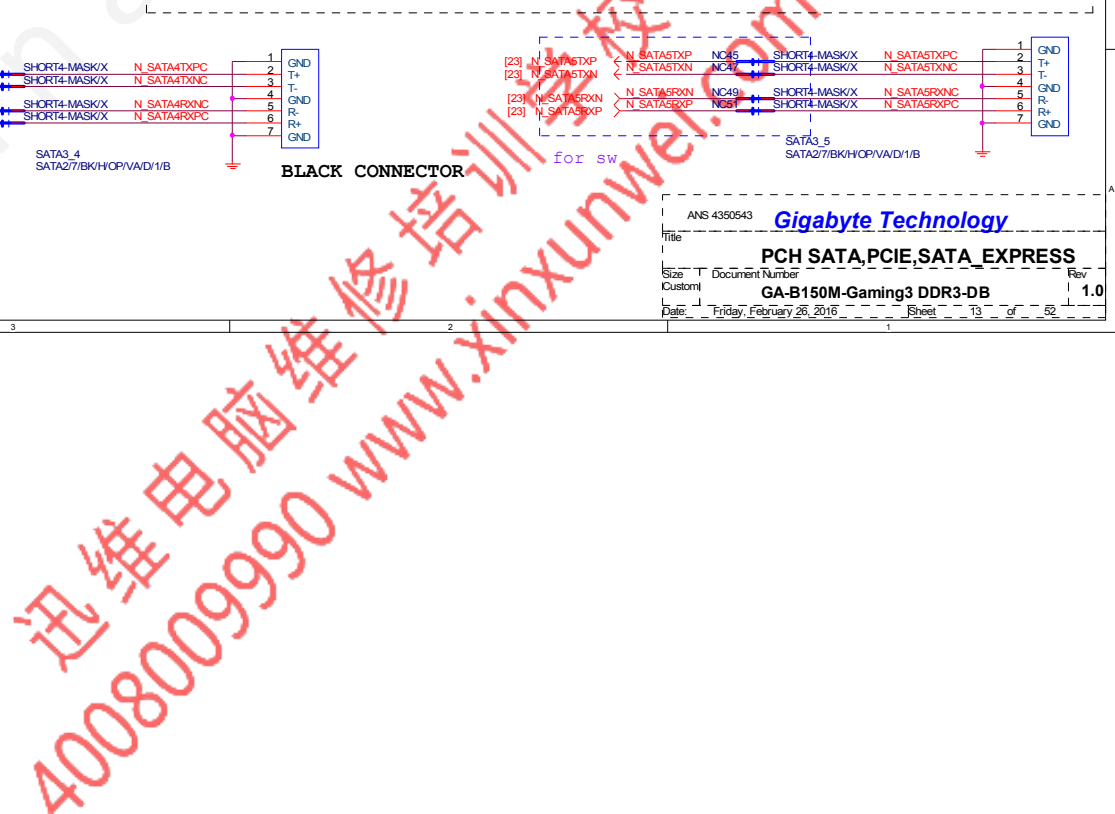 SHORT4-MASK/X N_SATA4TXPC
SHORT4-MASK/X N_SATA4TXNC
SHORT4-MASK/X N_SATA4RXNC
SHORT4-MASK/X N_SATA4RXPC
1 GND
2 T+
3 T-
4 GND
5 R-
6 R+
7 GND
SATA3_4
SATA2/7/BK/H/OP/VA/D/1/B
BLACK CONNECTOR
[23] N_SATA5TXP N_SATA5TXP NC45 SHORT4-MASK/X N_SATA5TXPC
[23] N_SATA5TXN N_SATA5TXN NC47 SHORT4-MASK/X N_SATA5TXNC
[23] N_SATA5RXN N_SATA5RXN NC49 SHORT4-MASK/X N_SATA5RXNC
[23] N_SATA5RXP N_SATA5RXP NC51 SHORT4-MASK/X N_SATA5RXPC
1 GND
2 T+
3 T-
4 GND
5 R-
6 R+
7 GND
for sw
SATA3_5
SATA2/7/BK/H/OP/VA/D/1/B
A
ANS 4350543 Gigabyte Technology
Title
PCH SATA,PCIE,SATA_EXPRESS
Size Document Number Rev
Custom GA-B150M-Gaming3 DDR3-DB 1.0
Date: Friday, February 26, 2016 Sheet 13 of 52
3 2 1
迅维电脑维修培训学校
4008009990 www.xinxunwei.com